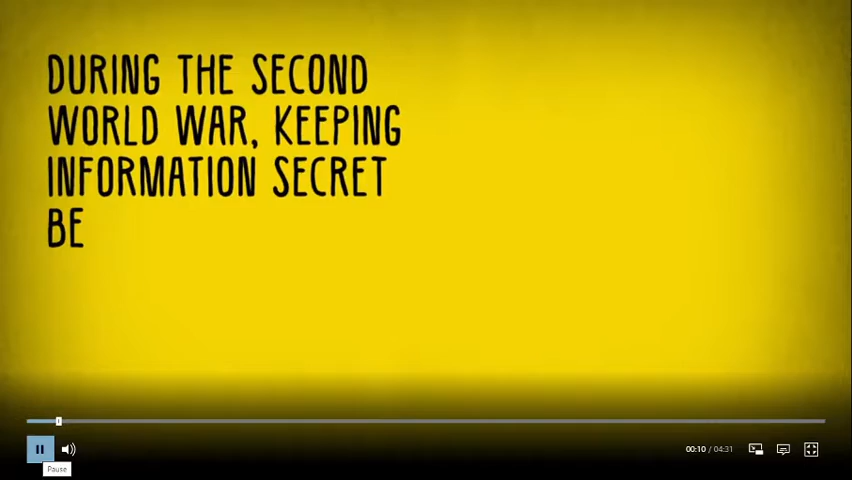 DURING THE SECOND
WORLD WAR, KEEPING
INFORMATION SECRET
BE
00:10 / 04:31
Pause